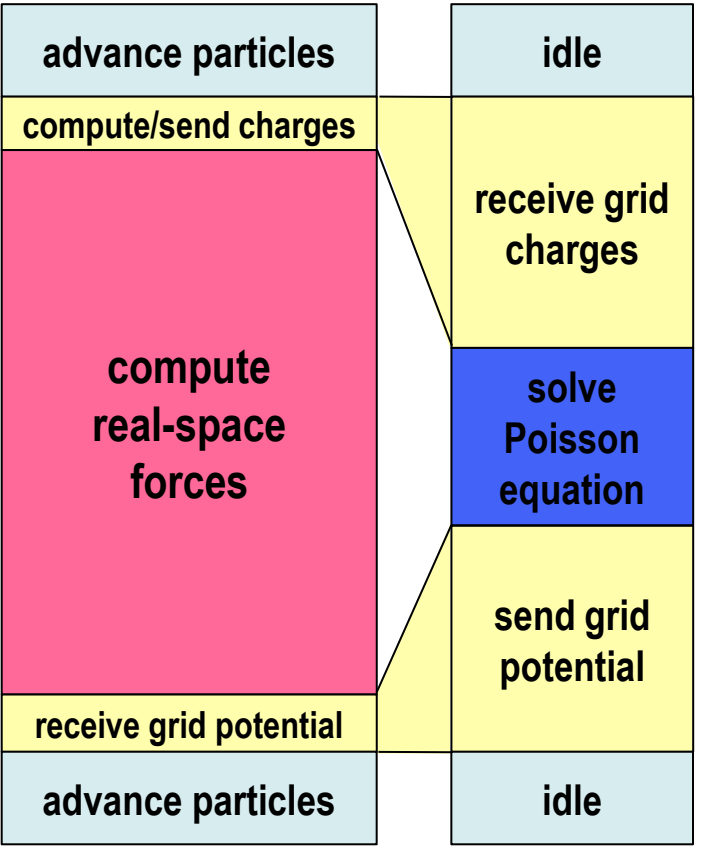 advance particles
compute/send charges
compute
real-space
forces
receive grid potential
advance particles
idle
receive grid
charges
solve
Poisson
equation
send grid
potential
idle